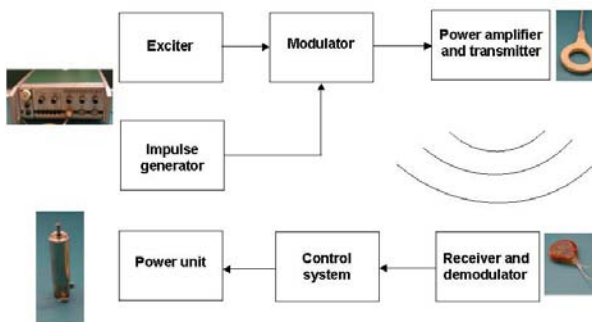 Exciter
Modulator
Power amplifier
and transmitter
Impulse
generator
Power unit
Control
system
Receiver and
demodulator